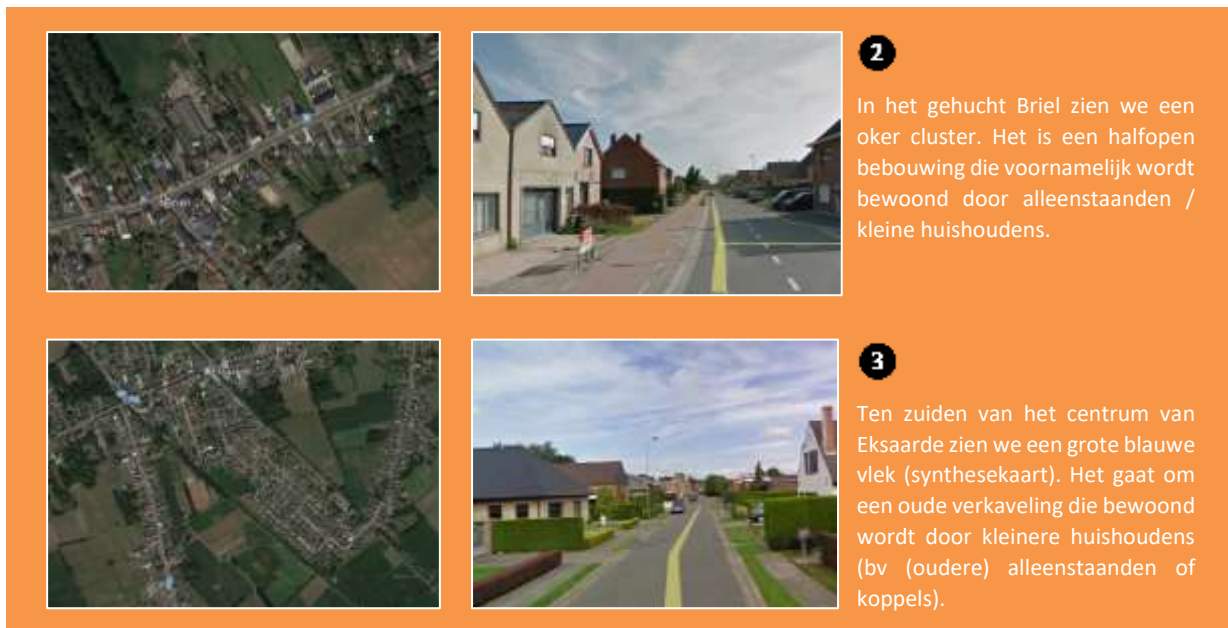 2
In het gehucht Briel zien we een
oker cluster. Het is een halfopen
bebouwing die voornamelijk wordt
bewoond door alleenstaanden /
kleine huishoudens.
3
Ten zuiden van het centrum van
Eksaarde zien we een grote blauwe
vlek (synthesekaart). Het gaat om
een oude verkaveling die bewoond
wordt door kleinere huishoudens
(bv (oudere) alleenstaanden of
koppels).